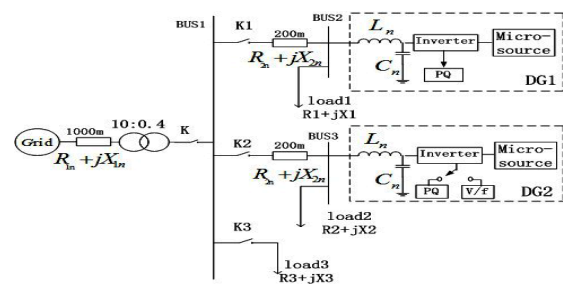 BUS1
K1
200m
R₂ₙ+jX₂ₙ
BUS2
Lₙ
Cₙ
Inverter
PQ
Micro-
source
DG1
load1
R1+jX1
Grid
1000m
R₁ₙ+jX₁ₙ
10:0.4
K
K2
200m
R₂ₙ+jX₂ₙ
BUS3
Lₙ
Cₙ
Inverter
PQ
V/f
Micro-
source
DG2
load2
R2+jX2
K3
load3
R3+jX3